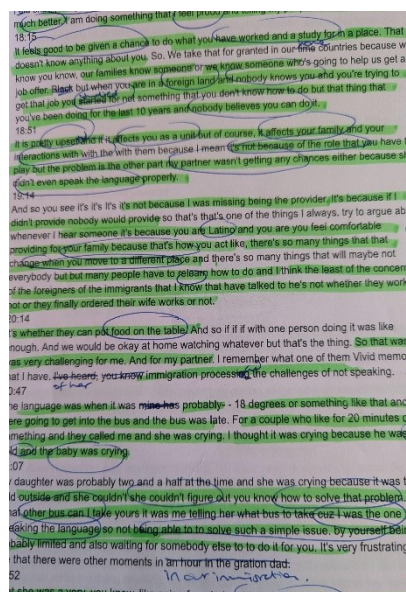 much better, I am doing something that I feel proud and
18:15
It feels good to be given a chance to do what you have worked and a study for in a place. That
doesn't know anything about you. So. We take that for granted in our time countries because w
know you know, our families know someone or we know someone who's going to help us get a
job offer. Black but when you are in a foreign land and nobody knows you and you're trying to
get that job you started for not something that you don't know how to do but that thing that
you've been doing for the last 10 years and nobody believes you can do it.
18:51
It is pretty upset and if it affects you as a unit but of course, it affects your family and your
interactions with with the with them because I mean it's not because of the role that you have t
play but the problem is the other part my partner wasn't getting any chances either because s
didn't even speak the language properly.
19:14
And so you see it's it's It's it's not because I was missing being the provider, it's because if I
didn't provide nobody would provide so that's that's one of the things I always, try to argue ab
whenever I hear someone it's because you are Latino and you are you feel comfortable
providing for your family because that's how you act like, there's so many things that that
change when you move to a different place and there's so many things that will maybe not
everybody but but many people have to relearn how to do and I think the least of the concern
of the foreigners of the immigrants that I know that have talked to he's not whether they work
not or they finally ordered their wife works or not.
20:14
's whether they can put food on the table. And so if if if with one person doing it was like
nough. And we would be okay at home watching whatever but that's the thing. So that was
as very challenging for me. And for my partner. I remember what one of them Vivid memo
at I have. I've heard, you know immigration processing the challenges of not speaking.
0:47
of her
he language was when it was mine has probably- - 18 degrees or something like that and
ere going to get into the bus and the bus was late. For a couple who like for 20 minutes o
mething and they called me and she was crying. I thought it was crying because he was
ld and the baby was crying.
:07
y daughter was probably two and a half at the time and she was crying because it was t
ld outside and she couldn't she couldn't figure out you know how to solve that problem.
at other bus can I take yours it was me telling her what bus to take cuz I was the one
eaking the language so not being able to to solve such a simple issue. by yourself bein
bably limited and also waiting for somebody else to to do it for you. It's very frustrating
that there were other moments in an hour in the gration dad.
52
In our immigration.